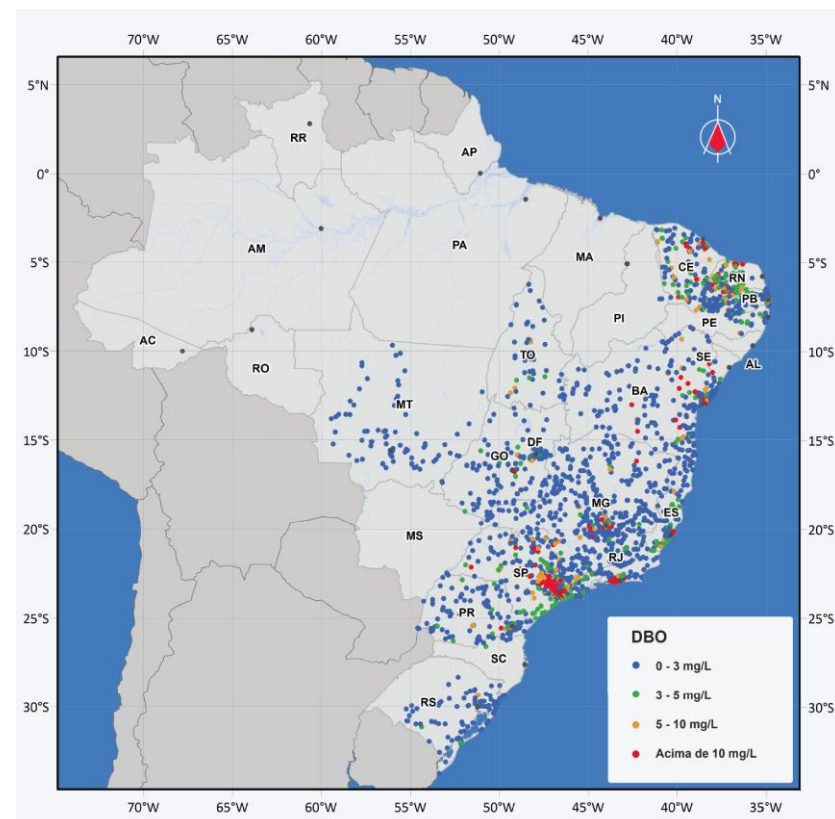 70°W 65°W 60°W 55°W 50°W 45°W 40°W 35°W
5°N 5°N
N
RR
AP
0° 0°
AM PA MA CE
5°S 5°S
RN
PB
PI PE
AC TO SE AL
10°S 10°S
RO BA
MT
15°S DF 15°S
GO
MG ES
20°S 20°S
MS
RJ
SP
PR
25°S 25°S
SC
RS
30°S 30°S
DBO
0 - 3 mg/L
3 - 5 mg/L
5 - 10 mg/L
Acima de 10 mg/L
70°W 65°W 60°W 55°W 50°W 45°W 40°W 35°W